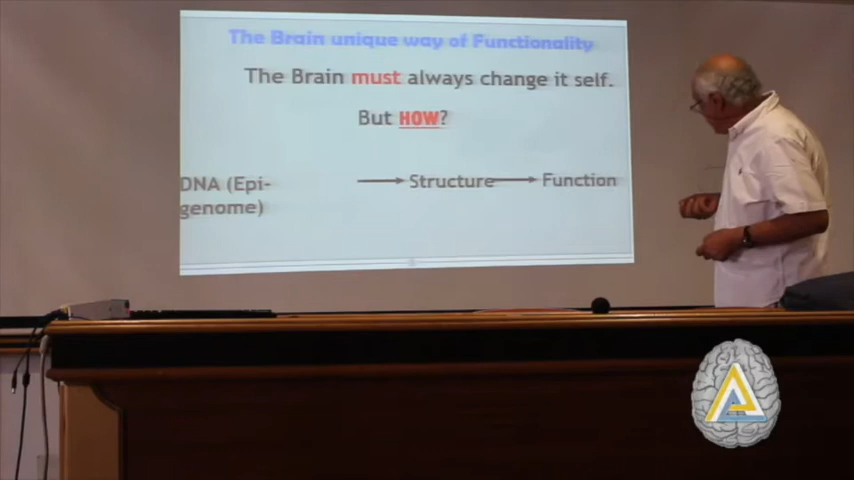 The Brain unique way of Functionality
The Brain must always change it self.
But HOW?
DNA (Epi-
genome) → Structure → Function